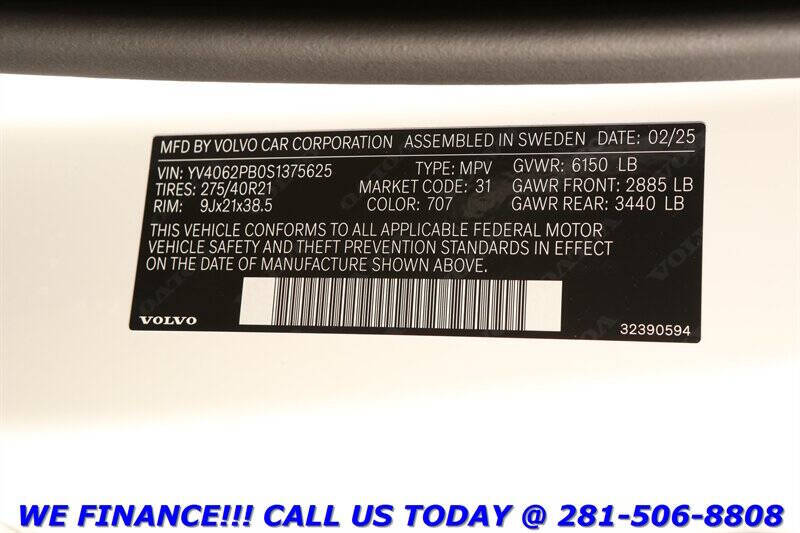 MFD BY VOLVO CAR CORPORATION ASSEMBLED IN SWEDEN DATE: 02/25
VIN: YV4062PB0S1375625 TYPE: MPV GVWR: 6150 LB
TIRES: 275/40R21 MARKET CODE: 31 GAWR FRONT: 2885 LB
RIM: 9Jx21x38.5 COLOR: 707 GAWR REAR: 3440 LB
THIS VEHICLE CONFORMS TO ALL APPLICABLE FEDERAL MOTOR
VEHICLE SAFETY AND THEFT PREVENTION STANDARDS IN EFFECT
ON THE DATE OF MANUFACTURE SHOWN ABOVE.
VOLVO 32390594
WE FINANCE!!! CALL US TODAY @ 281-506-8808